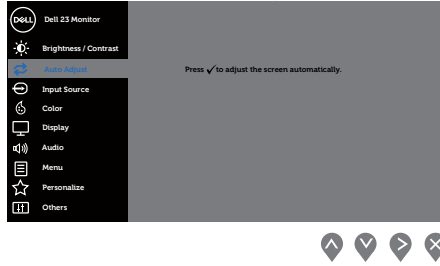 DELL
Dell 23 Monitor
Brightness / Contrast
Auto Adjust
Press ✓ to adjust the screen automatically.
Input Source
Color
Display
Audio
Menu
Personalize
Others